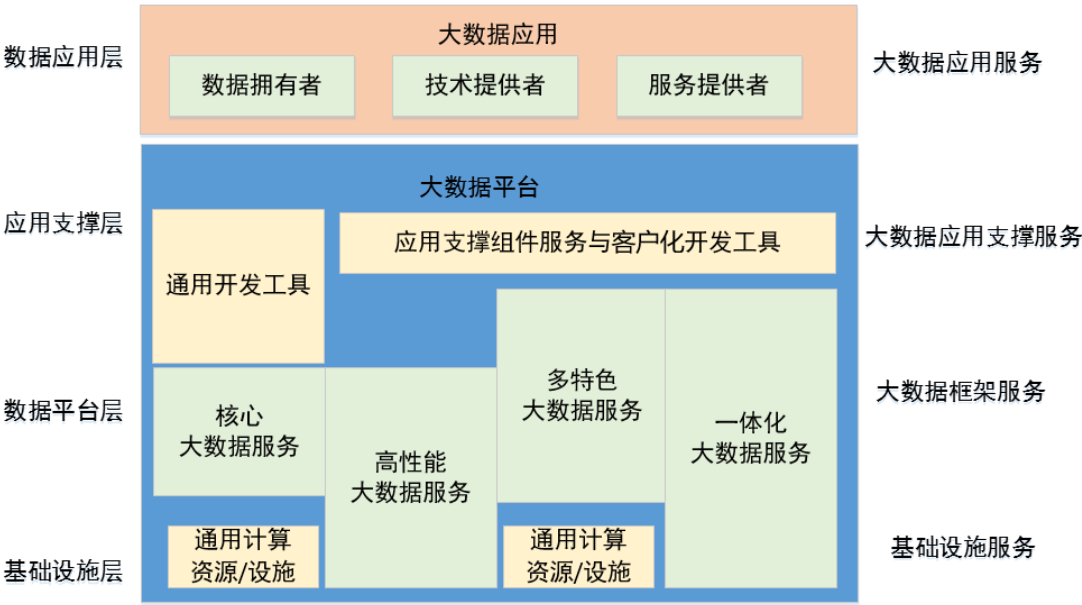 大数据应用
数据应用层
数据拥有者
技术提供者
服务提供者
大数据应用服务
大数据平台
应用支撑层
通用开发工具
应用支撑组件服务与客户化开发工具
大数据应用支撑服务
数据平台层
核心
大数据服务
高性能
大数据服务
多特色
大数据服务
一体化
大数据服务
大数据框架服务
基础设施层
通用计算
资源/设施
通用计算
资源/设施
基础设施服务